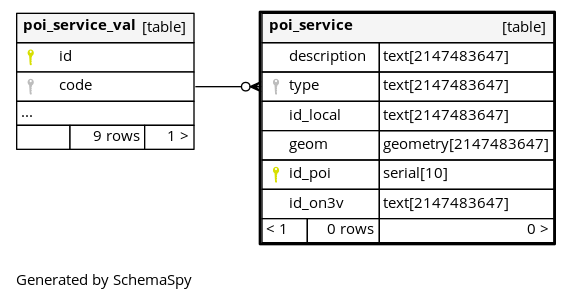 poi_service_val [table]
id
code
...
9 rows 1 >
poi_service [table]
description text[2147483647]
type text[2147483647]
id_local text[2147483647]
geom geometry[2147483647]
id_poi serial[10]
id_on3v text[2147483647]
< 1 0 rows 0 >
Generated by SchemaSpy